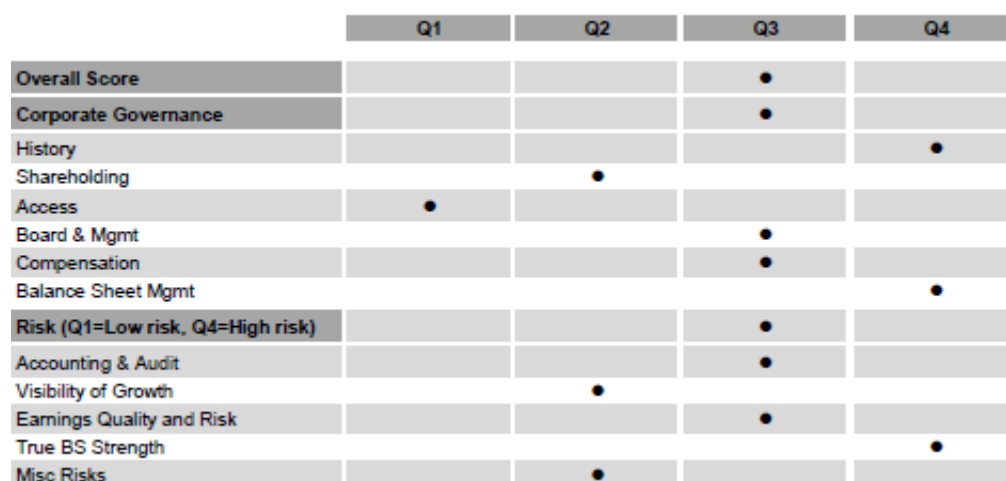 Q1 Q2 Q3 Q4
Overall Score ●
Corporate Governance ●
History ●
Shareholding ●
Access ●
Board & Mgmt ●
Compensation ●
Balance Sheet Mgmt ●
Risk (Q1=Low risk, Q4=High risk) ●
Accounting & Audit ●
Visibility of Growth ●
Earnings Quality and Risk ●
True BS Strength ●
Misc Risks ●